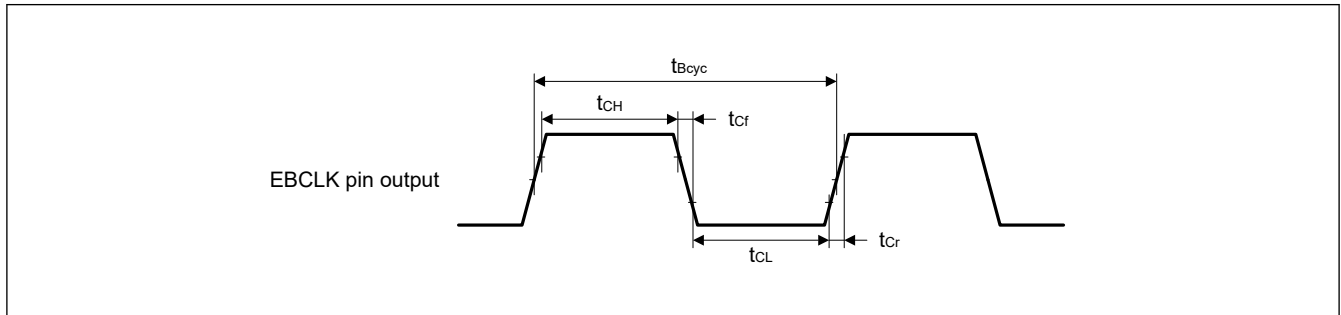 tBcyc
tCH
tCf
EBCLK pin output
tCL
tCr